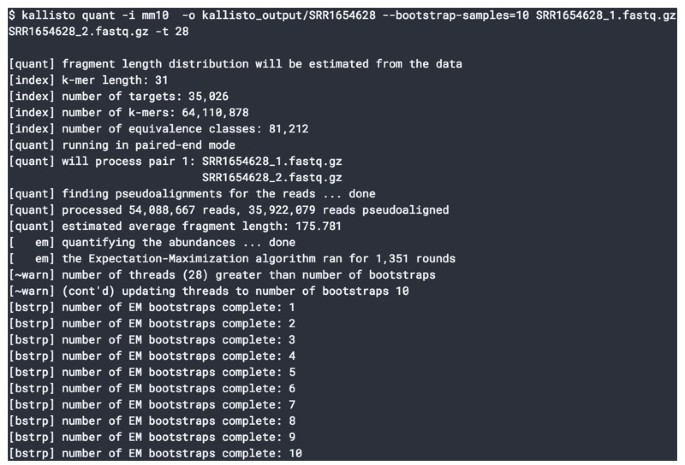 $ kallisto quant -i mm10  -o kallisto_output/SRR1654628 --bootstrap-samples=10 SRR1654628_1.fastq.gz
SRR1654628_2.fastq.gz -t 28
[quant] fragment length distribution will be estimated from the data
[index] k-mer length: 31
[index] number of targets: 35,026
[index] number of k-mers: 64,110,878
[index] number of equivalence classes: 81,212
[quant] running in paired-end mode
[quant] will process pair 1: SRR1654628_1.fastq.gz
                             SRR1654628_2.fastq.gz
[quant] finding pseudoalignments for the reads ... done
[quant] processed 54,088,667 reads, 35,922,079 reads pseudoaligned
[quant] estimated average fragment length: 175.781
[   em] quantifying the abundances ... done
[   em] the Expectation-Maximization algorithm ran for 1,351 rounds
[~warn] number of threads (28) greater than number of bootstraps
[~warn] (cont'd) updating threads to number of bootstraps 10
[bstrp] number of EM bootstraps complete: 1
[bstrp] number of EM bootstraps complete: 2
[bstrp] number of EM bootstraps complete: 3
[bstrp] number of EM bootstraps complete: 4
[bstrp] number of EM bootstraps complete: 5
[bstrp] number of EM bootstraps complete: 6
[bstrp] number of EM bootstraps complete: 7
[bstrp] number of EM bootstraps complete: 8
[bstrp] number of EM bootstraps complete: 9
[bstrp] number of EM bootstraps complete: 10